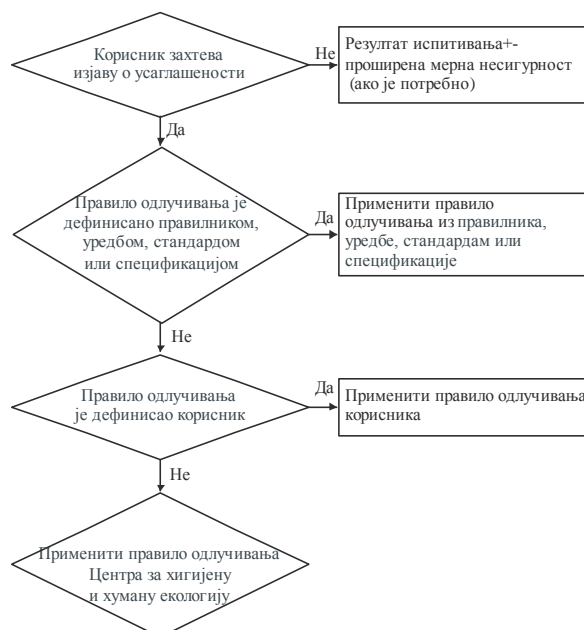 Корисник захтева
изјаву о усаглашености
Не
Резултат испитивања+-
проширена мерна несигурност
(ако је потребно)
Да
Правило одлучивања је
дефинисано правилником,
уредбом, стандардом
или спецификацијом
Да
Применити правило
одлучивања из правилника,
уредбе, стандардам или
спецификације
Не
Правило одлучивања
је дефинисао корисник
Да
Применити правило одлучивања
корисника
Не
Применити правило одлучивања
Центра за хигијену
и хуману екологију